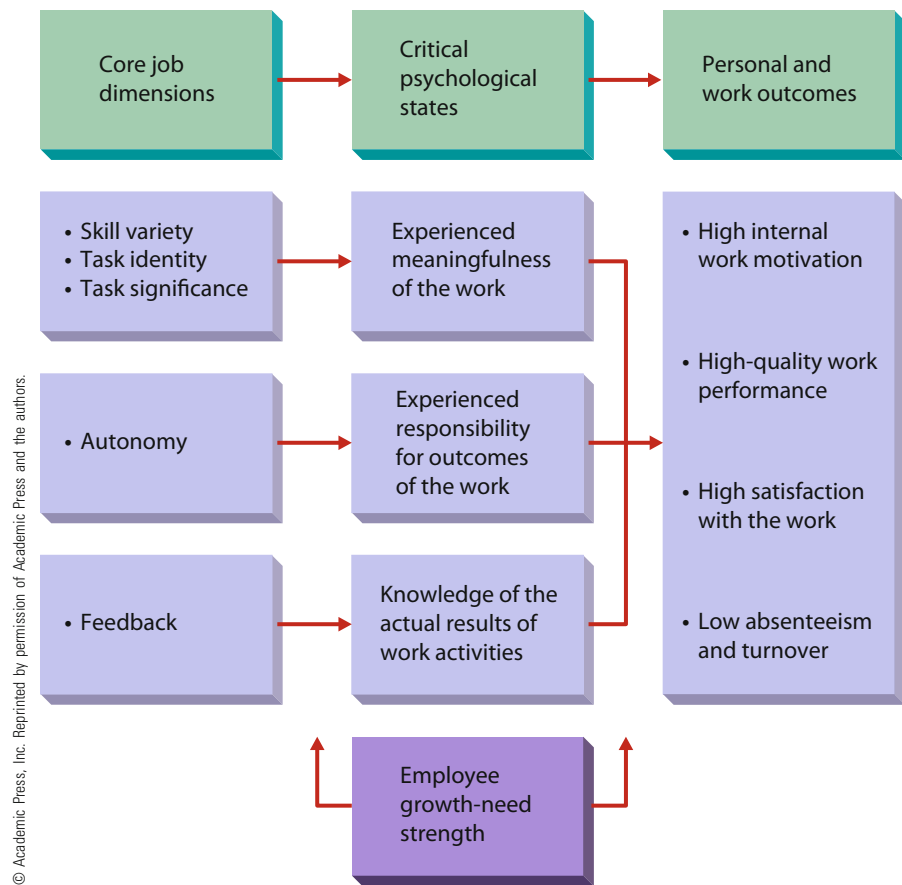 Core job
dimensions
Critical
psychological
states
Personal and
work outcomes
• Skill variety
• Task identity
• Task significance
Experienced
meaningfulness
of the work
• High internal
work motivation
• High-quality work
performance
• High satisfaction
with the work
• Low absenteeism
and turnover
• Autonomy
Experienced
responsibility
for outcomes
of the work
• Feedback
Knowledge of the
actual results of
work activities
Employee
growth-need
strength
© Academic Press, Inc. Reprinted by permission of Academic Press and the authors.